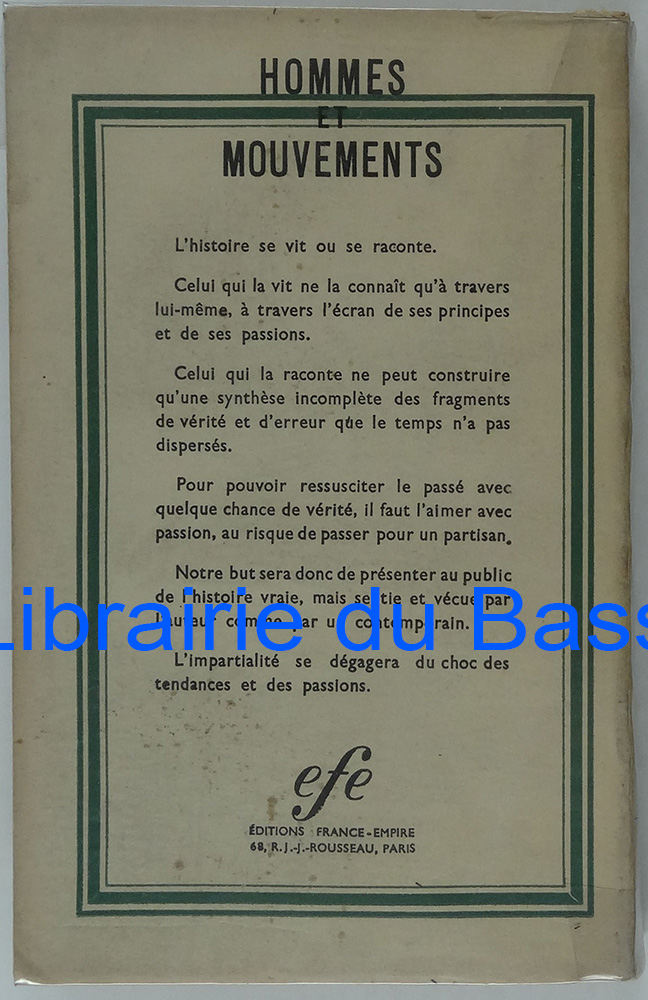 HOMMES
ET
MOUVEMENTS
L'histoire se vit ou se raconte.
Celui qui la vit ne la connaît qu'à travers
lui-même, à travers l'écran de ses principes
et de ses passions.
Celui qui la raconte ne peut construire
qu'une synthèse incomplète des fragments
de vérité et d'erreur que le temps n'a pas
dispersés.
Pour pouvoir ressusciter le passé avec
quelque chance de vérité, il faut l'aimer avec
passion, au risque de passer pour un partisan.
Notre but sera donc de présenter au public
de l'histoire vraie, mais sentie et vécue par
l'auteur comme par un contemporain.
Librairie du Bass
L'impartialité se dégagera du choc des
tendances et des passions.
efe
ÉDITIONS FRANCE-EMPIRE
68, R. J.-J.-ROUSSEAU, PARIS